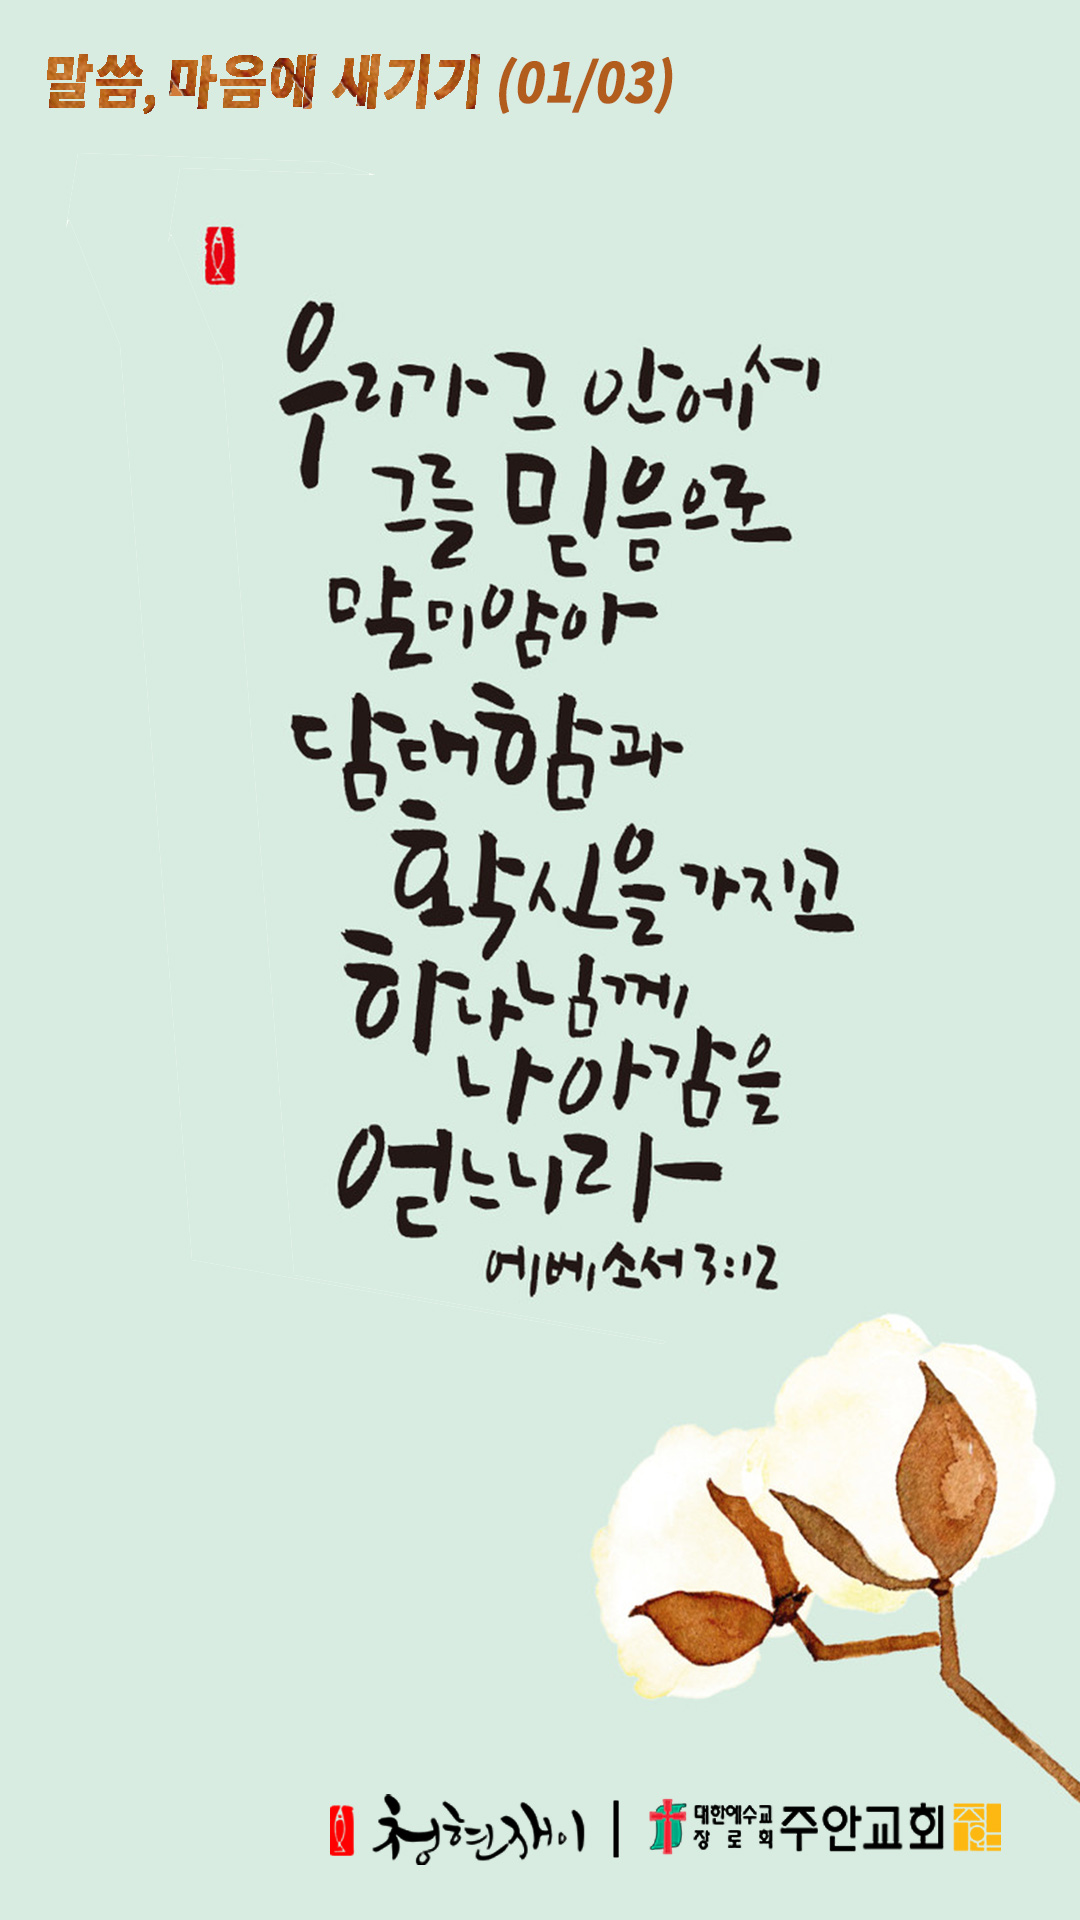 말씀, 마음에 새기기 (01/03)
우리가 그 안에서
그를 믿음으로
말미암아
담대함과
확신을 가지고
하나님께
나아감을
얻느니라
에베소서 3:12
청현재이 | 대한예수교
장로회 주안교회 주안